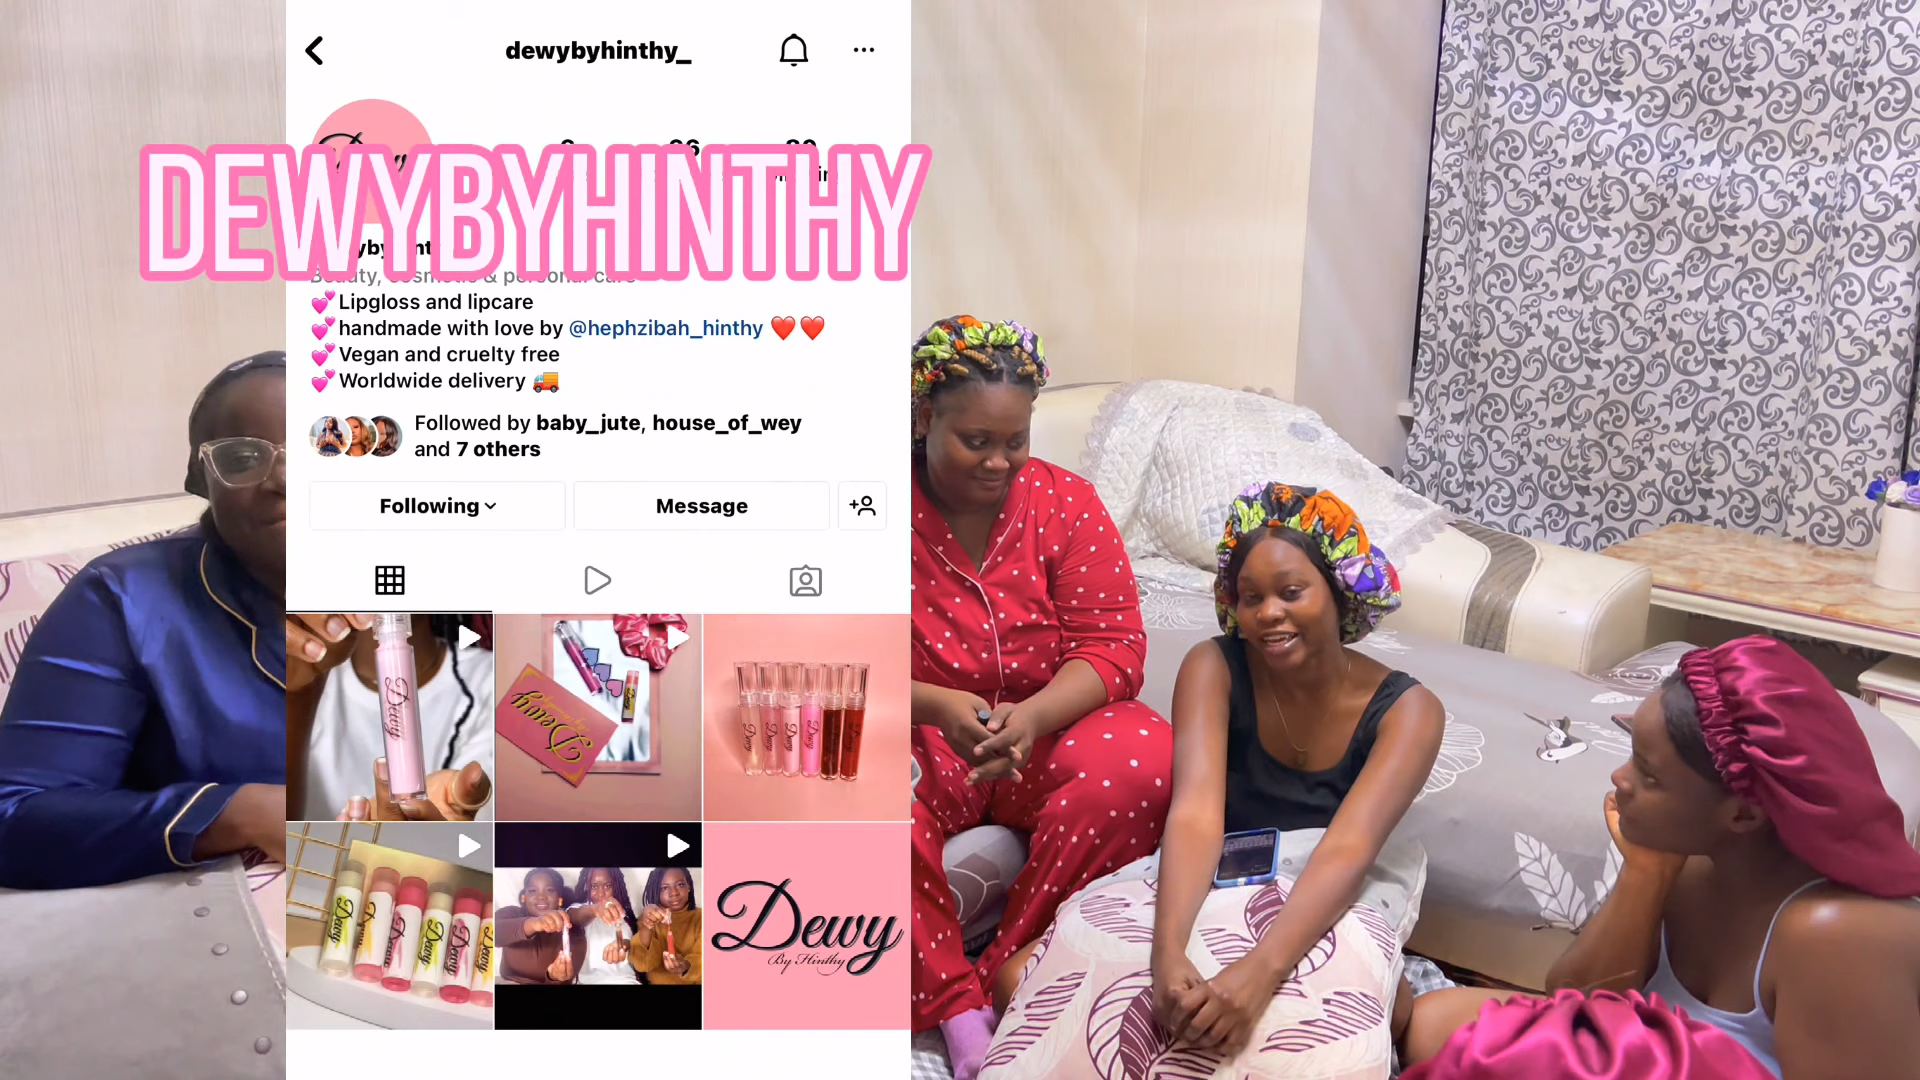 dewybyhinthy_
DEWYBYHINTHY
💕Lipgloss and lipcare
💕handmade with love by @hephzibah_hinthy ❤️❤️
💕Vegan and cruelty free
💕Worldwide delivery 🚚
Followed by baby_jute, house_of_wey
and 7 others
Following
Message
Dewy
Dewy
By Hinthy